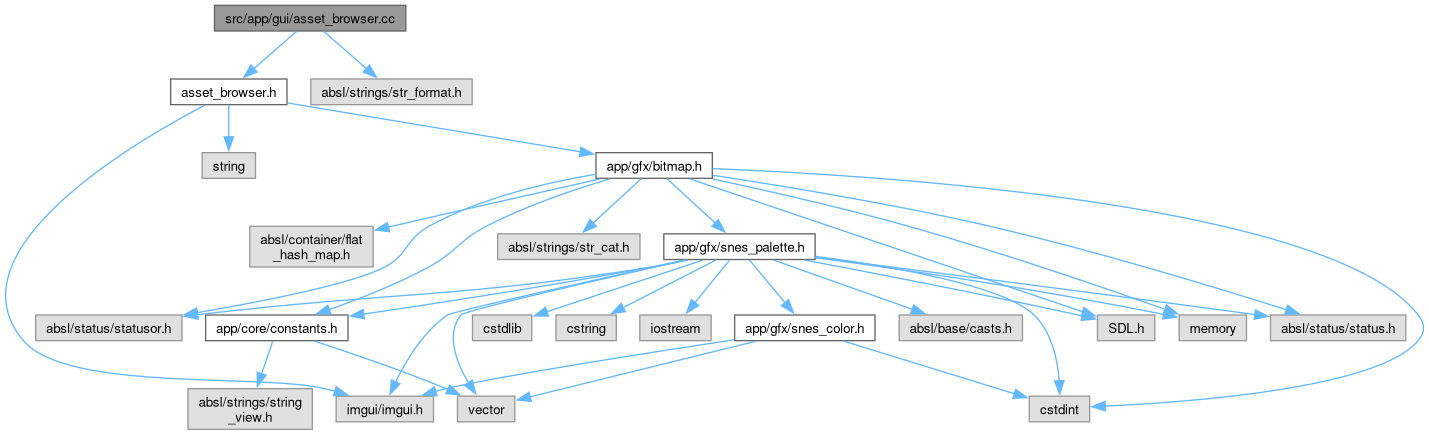 src/app/gui/asset_browser.cc
asset_browser.h
absl/strings/str_format.h
string
app/gfx/bitmap.h
absl/container/flat
_hash_map.h
absl/strings/str_cat.h
app/gfx/snes_palette.h
absl/status/statusor.h
app/core/constants.h
cstdlib
cstring
iostream
app/gfx/snes_color.h
absl/base/casts.h
SDL.h
memory
absl/status/status.h
absl/strings/string
_view.h
imgui/imgui.h
vector
cstdint